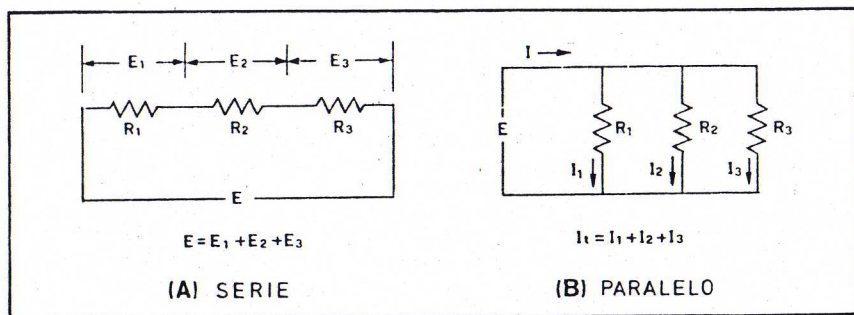 E₁ E₂ E₃
R₁ R₂ R₃
E
E=E₁+E₂+E₃
(A) SERIE
I
E R₁ R₂ R₃
I₁ I₂ I₃
Iₜ=I₁+I₂+I₃
(B) PARALELO